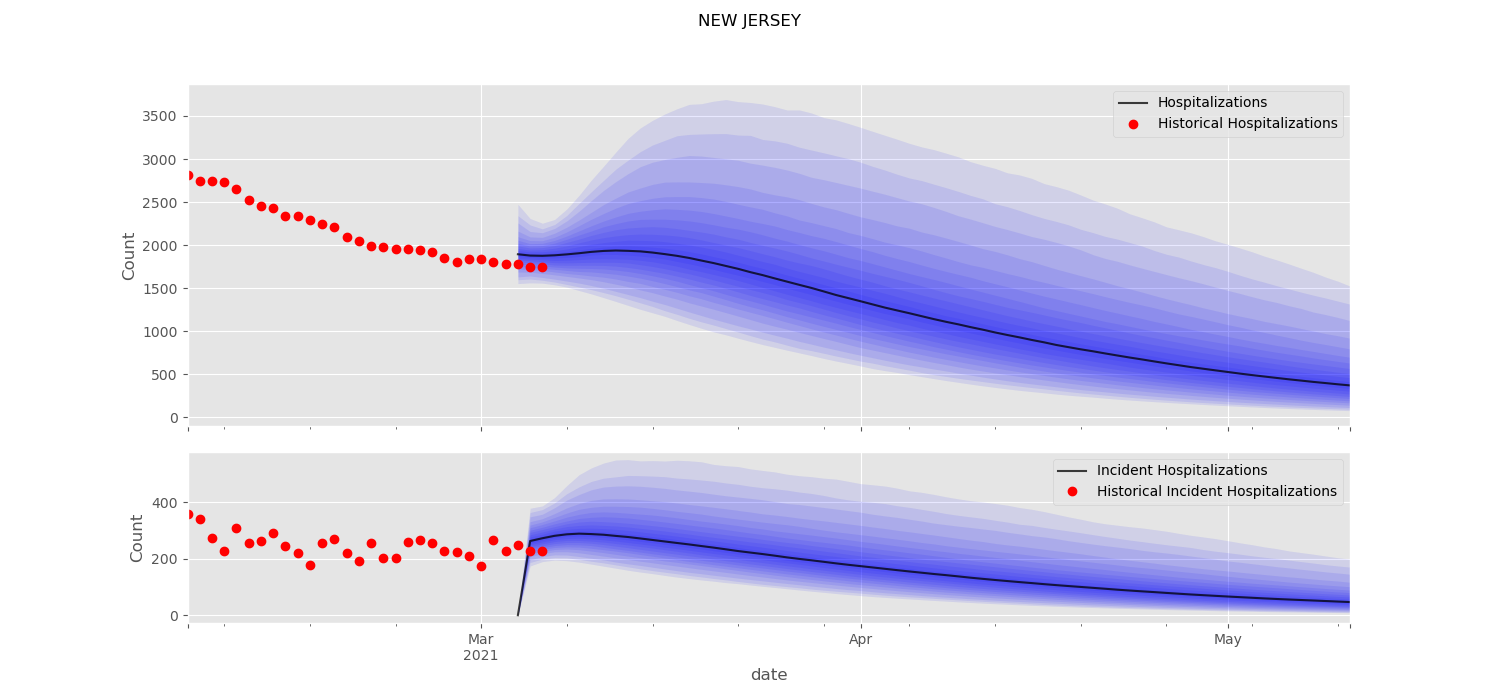 NEW JERSEY
Hospitalizations
Historical Hospitalizations
3500
3000
2500
2000
1500
1000
500
0
Count
Incident Hospitalizations
Historical Incident Hospitalizations
400
200
0
Count
Mar
2021
Apr
May
date